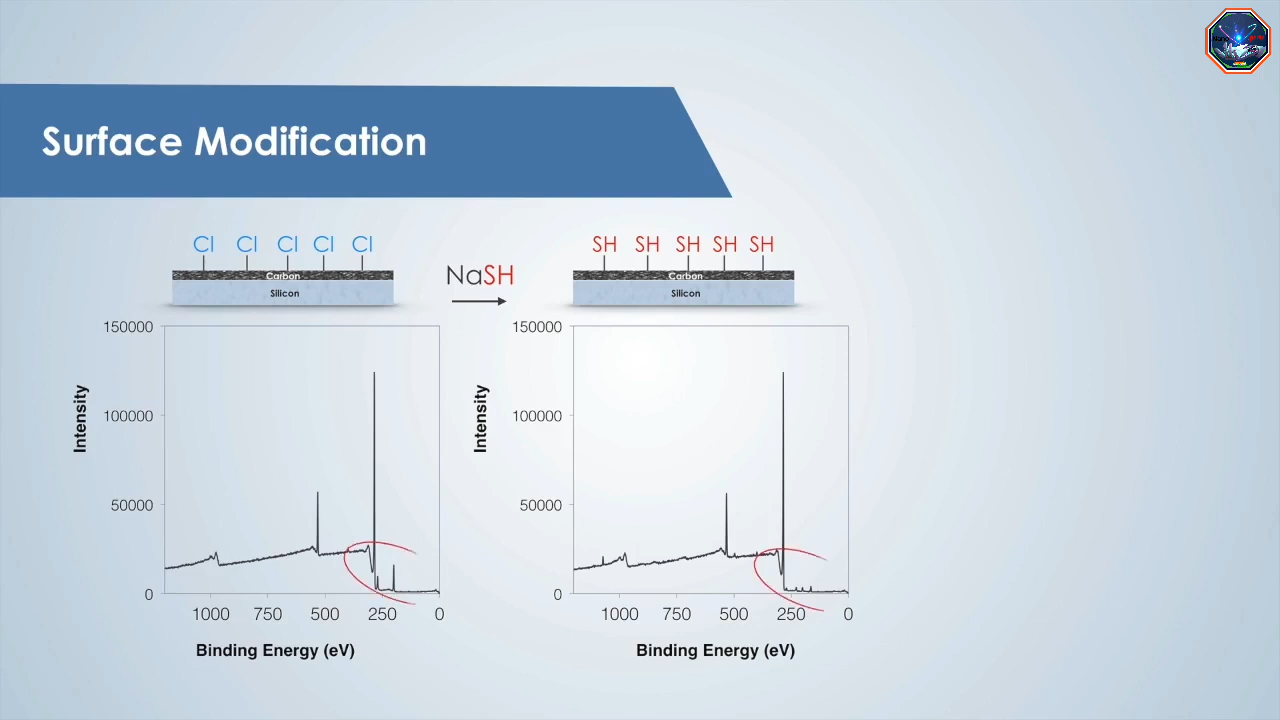 Surface Modification
Cl Cl Cl Cl Cl
Carbon
Silicon
NaSH
SH SH SH SH SH
Carbon
Silicon
150000
100000
50000
0
Intensity
1000 750 500 250 0
Binding Energy (eV)
150000
100000
50000
0
Intensity
1000 750 500 250 0
Binding Energy (eV)